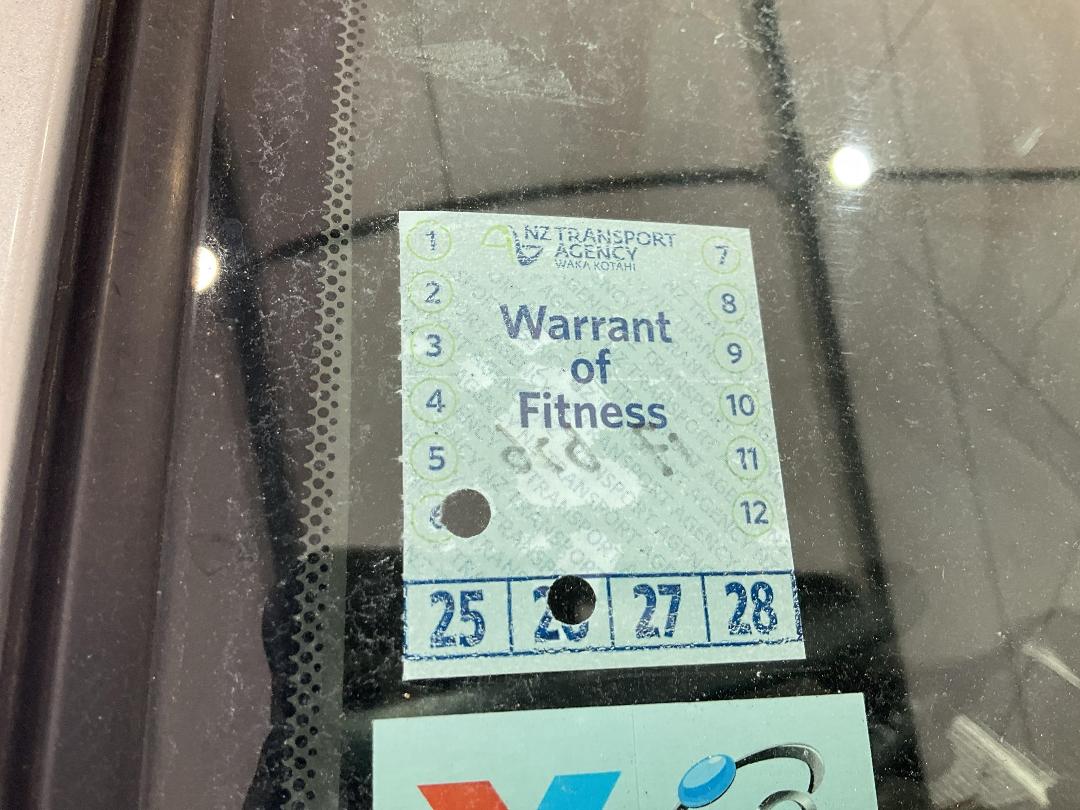 NZ TRANSPORT
AGENCY
WAKA KOTAHI
1
2
3
4
5
7
8
9
10
11
12
Warrant
of
Fitness
25
27
28